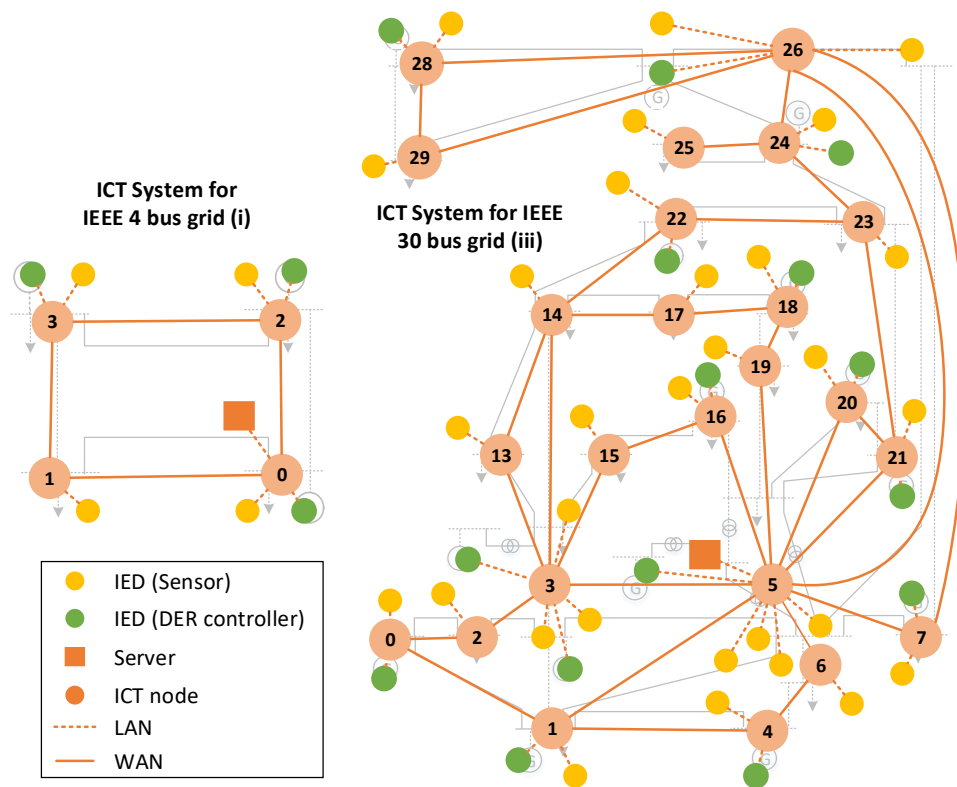 28
26
29
25
24
ICT System for
IEEE 4 bus grid (i)
ICT System for IEEE
30 bus grid (iii)
22
23
3
2
14
17
18
19
20
16
13
15
21
1
0
3
5
0
2
6
7
1
4
G
G
G
G
G
G
IED (Sensor)
IED (DER controller)
Server
ICT node
LAN
WAN